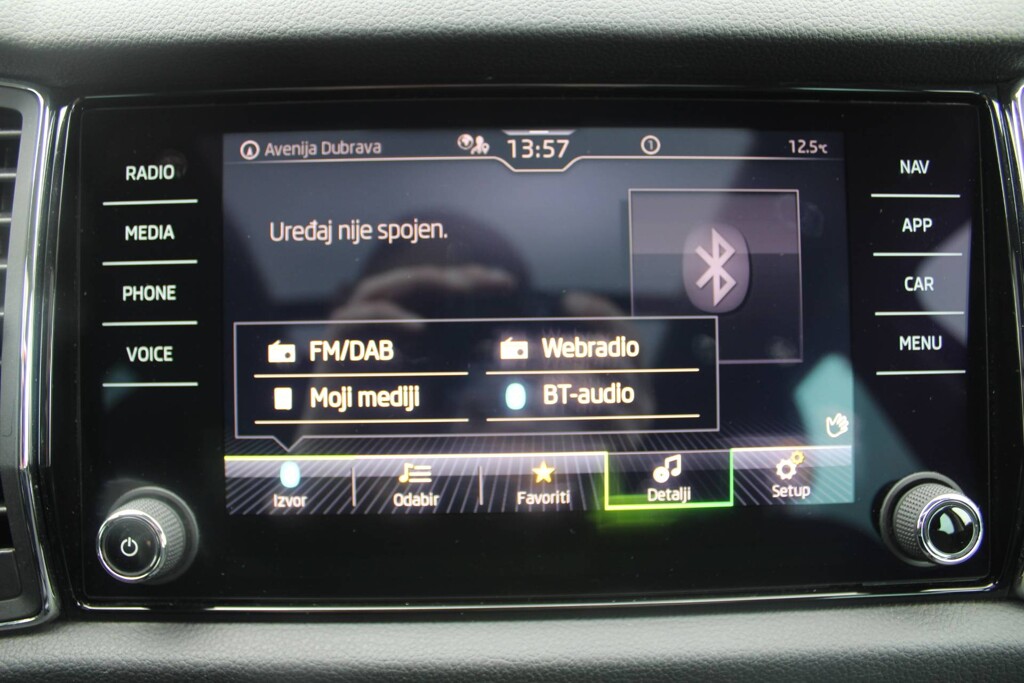 RADIO
MEDIA
PHONE
VOICE
Avenija Dubrava 13:57 1 12.5°C
Uređaj nije spojen.
FM/DAB Webradio
Moji mediji BT-audio
Izvor Odabir Favoriti Detalji Setup
NAV
APP
CAR
MENU